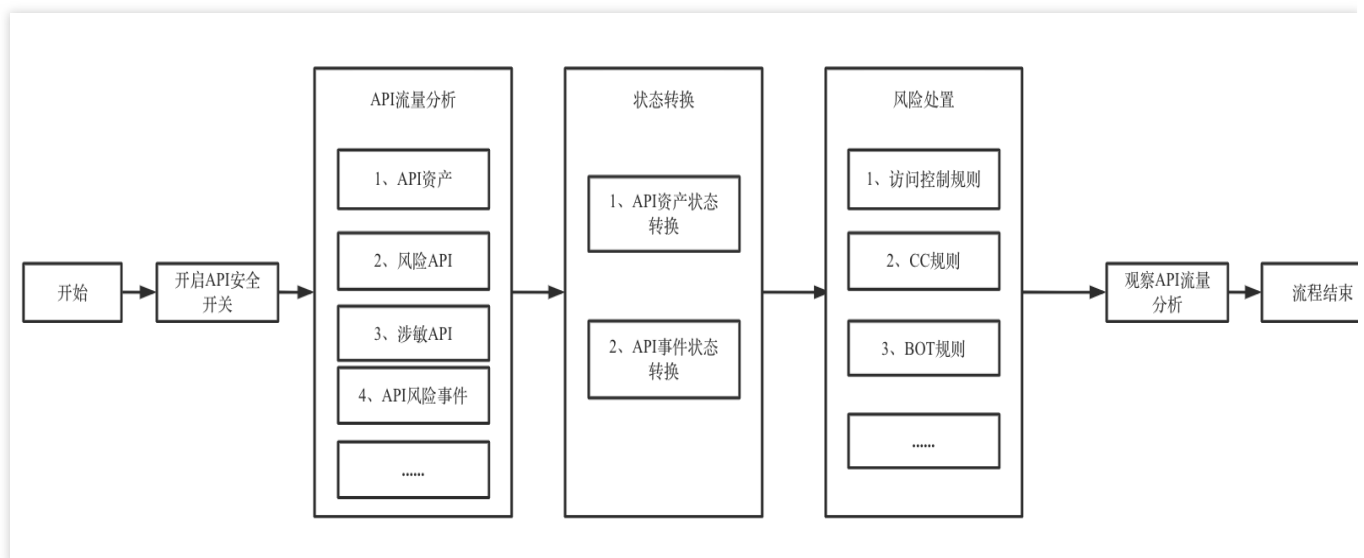 开始
开启API安全
开关
API流量分析
1、API资产
2、风险API
3、涉敏API
4、API风险事件
......
状态转换
1、API资产状态
转换
2、API事件状态
转换
风险处置
1、访问控制规则
2、CC规则
3、BOT规则
......
观察API流量
分析
流程结束